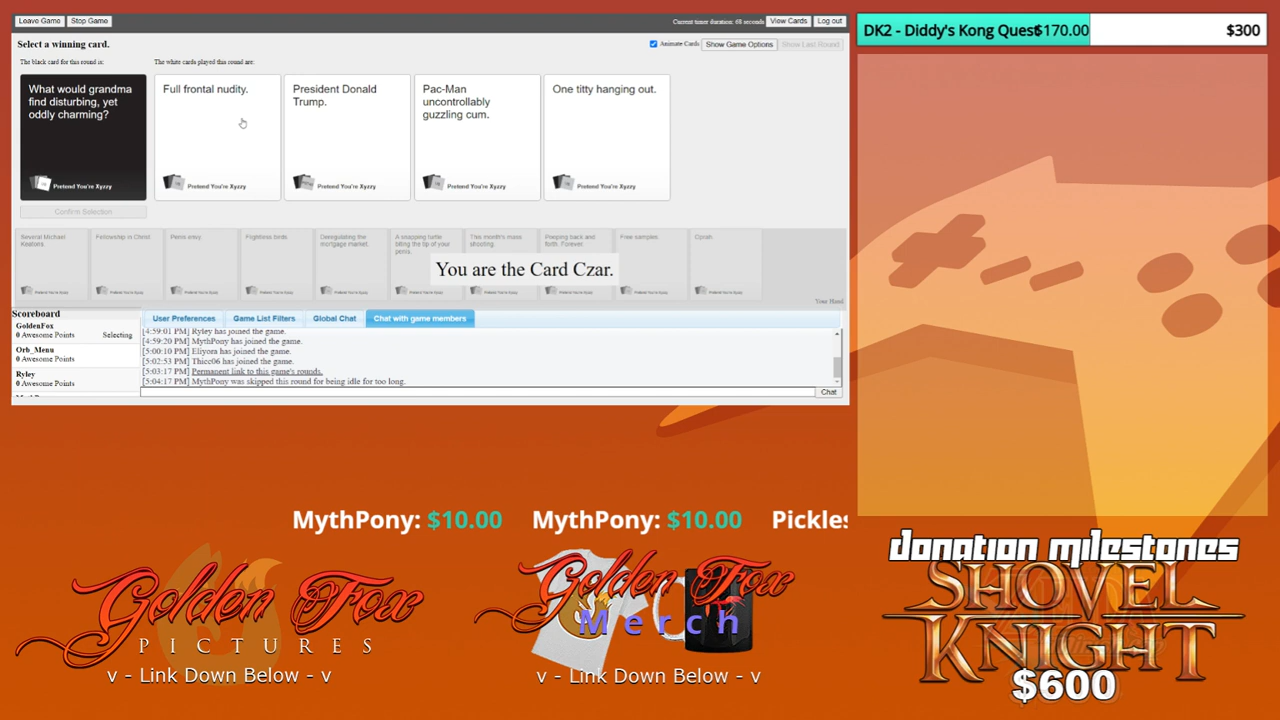 Leave Game Stop Game Current timer duration: 68 seconds View Cards Log out
Select a winning card. Animate Cards Show Game Options Show Last Round
The black card for this round is: The white cards played this round are:
What would grandma
find disturbing, yet
oddly charming?
Pretend You're Xyzzy
Full frontal nudity.
Pretend You're Xyzzy
President Donald
Trump.
Pretend You're Xyzzy
Pac-Man
uncontrollably
guzzling cum.
Pretend You're Xyzzy
One titty hanging out.
Pretend You're Xyzzy
Confirm Selection
Several Michael
Keatons.
Fellowship in Christ.
Penis envy.
Flightless birds.
Deregulating the
mortgage market.
A snapping turtle
biting the tip of your
penis.
This month's mass
shooting.
Pooping back and
forth. Forever.
Free samples.
Oprah.
You are the Card Czar.
Your Hand
Scoreboard
GoldenFox
0 Awesome Points Selecting
Orb_Menu
0 Awesome Points
Ryley
0 Awesome Points
User Preferences Game List Filters Global Chat Chat with game members
[4:59:01 PM] Ryley has joined the game.
[4:59:20 PM] MythPony has joined the game.
[5:00:10 PM] Eliyora has joined the game.
[5:02:53 PM] Thicc06 has joined the game.
[5:03:17 PM] Permanent link to this game's rounds.
[5:04:17 PM] MythPony was skipped this round for being idle for too long.
Chat
DK2 - Diddy's Kong Quest $170.00 $300
MythPony: $10.00 MythPony: $10.00 Pickles
Golden Fox
PICTURES
v - Link Down Below - v
Golden Fox
Merch
v - Link Down Below - v
Donation Milestones
SHOVEL
KNIGHT
$600